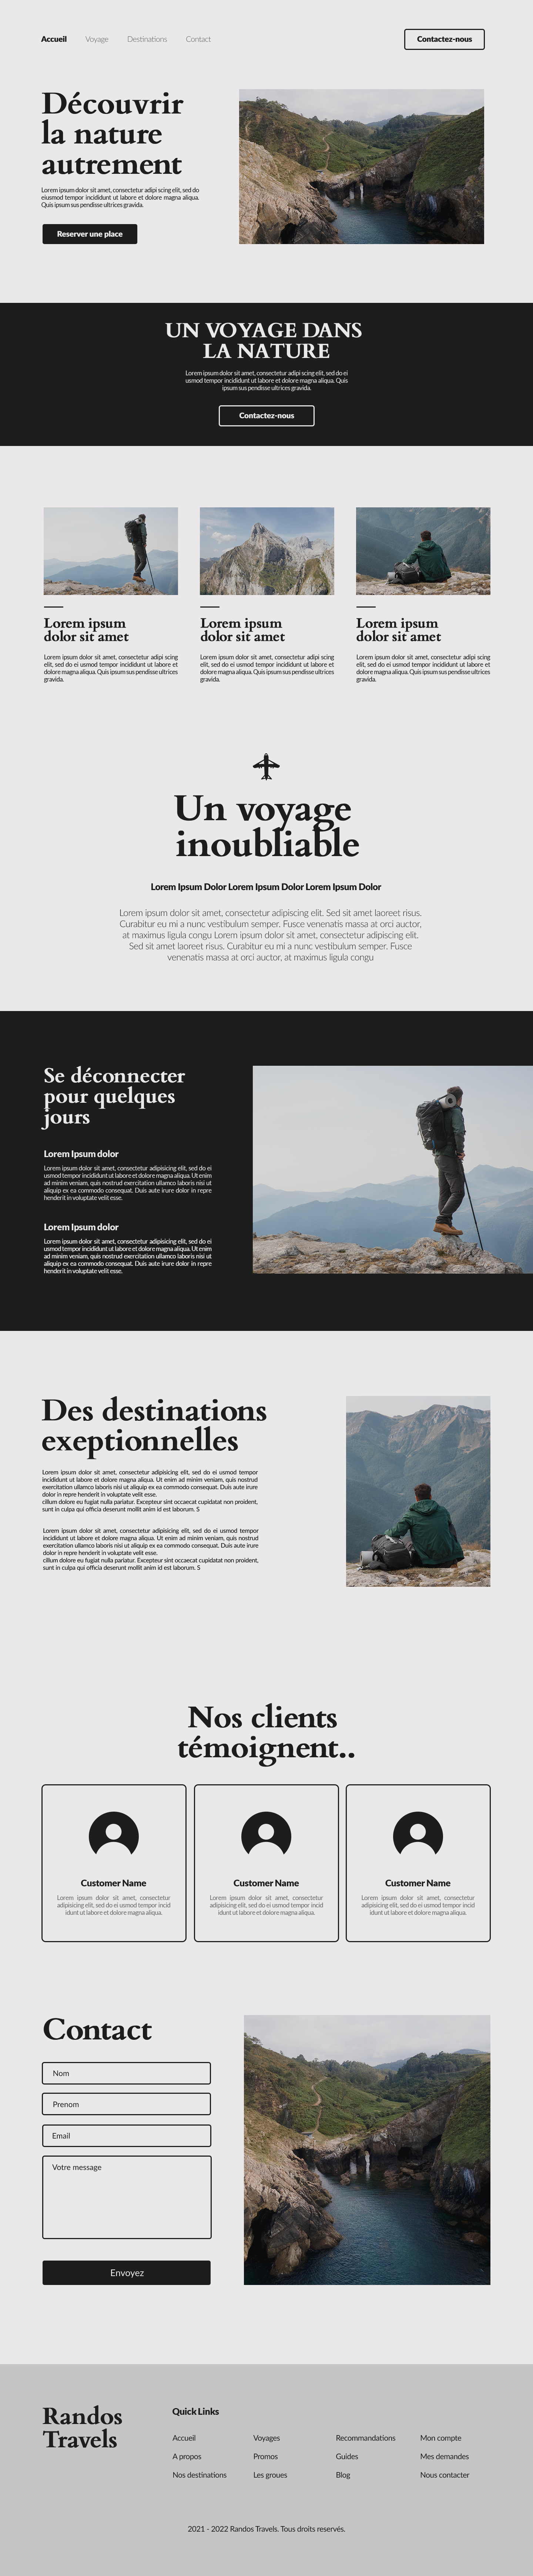 Accueil Voyage Destinations Contact Contactez-nous
Découvrir
la nature
autrement
Lorem ipsum dolor sit amet, consectetur adipi scing elit, sed do
eiusmod tempor incididunt ut labore et dolore magna aliqua.
Quis ipsum sus pendisse ultrices gravida.
Reserver une place
UN VOYAGE DANS
LA NATURE
Lorem ipsum dolor sit amet, consectetur adipi scing elit, sed do ei
usmod tempor incididunt ut labore et dolore magna aliqua. Quis
ipsum sus pendisse ultrices gravida.
Contactez-nous
Lorem ipsum
dolor sit amet
Lorem ipsum dolor sit amet, consectetur adipi scing
elit, sed do ei usmod tempor incididunt ut labore et
dolore magna aliqua. Quis ipsum sus pendisse ultrices
gravida.
Lorem ipsum
dolor sit amet
Lorem ipsum dolor sit amet, consectetur adipi scing
elit, sed do ei usmod tempor incididunt ut labore et
dolore magna aliqua. Quis ipsum sus pendisse ultrices
gravida.
Lorem ipsum
dolor sit amet
Lorem ipsum dolor sit amet, consectetur adipi scing
elit, sed do ei usmod tempor incididunt ut labore et
dolore magna aliqua. Quis ipsum sus pendisse ultrices
gravida.
Un voyage
inoubliable
Lorem Ipsum Dolor Lorem Ipsum Dolor Lorem Ipsum Dolor
Lorem ipsum dolor sit amet, consectetur adipiscing elit. Sed sit amet laoreet risus.
Curabitur eu mi a nunc vestibulum semper. Fusce venenatis massa at orci auctor,
at maximus ligula congu Lorem ipsum dolor sit amet, consectetur adipiscing elit.
Sed sit amet laoreet risus. Curabitur eu mi a nunc vestibulum semper. Fusce
venenatis massa at orci auctor, at maximus ligula congu
Se déconnecter
pour quelques
jours
Lorem Ipsum dolor
Lorem ipsum dolor sit amet, consectetur adipisicing elit, sed do ei
usmod tempor incididunt ut labore et dolore magna aliqua. Ut enim
ad minim veniam, quis nostrud exercitation ullamco laboris nisi ut
aliquip ex ea commodo consequat. Duis aute irure dolor in repre
henderit in voluptate velit esse.
Lorem Ipsum dolor
Lorem ipsum dolor sit amet, consectetur adipisicing elit, sed do ei
usmod tempor incididunt ut labore et dolore magna aliqua. Ut enim
ad minim veniam, quis nostrud exercitation ullamco laboris nisi ut
aliquip ex ea commodo consequat. Duis aute irure dolor in repre
henderit in voluptate velit esse.
Des destinations
exeptionnelles
Lorem ipsum dolor sit amet, consectetur adipisicing elit, sed do ei usmod tempor
incididunt ut labore et dolore magna aliqua. Ut enim ad minim veniam, quis nostrud
exercitation ullamco laboris nisi ut aliquip ex ea commodo consequat. Duis aute irure
dolor in repre henderit in voluptate velit esse.
cillum dolore eu fugiat nulla pariatur. Excepteur sint occaecat cupidatat non proident,
sunt in culpa qui officia deserunt mollit anim id est laborum. S
Lorem ipsum dolor sit amet, consectetur adipisicing elit, sed do ei usmod tempor
incididunt ut labore et dolore magna aliqua. Ut enim ad minim veniam, quis nostrud
exercitation ullamco laboris nisi ut aliquip ex ea commodo consequat. Duis aute irure
dolor in repre henderit in voluptate velit esse.
cillum dolore eu fugiat nulla pariatur. Excepteur sint occaecat cupidatat non proident,
sunt in culpa qui officia deserunt mollit anim id est laborum. S
Nos clients
témoignent..
Customer Name
Lorem ipsum dolor sit amet, consectetur
adipisicing elit, sed do ei usmod tempor incid
idunt ut labore et dolore magna aliqua.
Customer Name
Lorem ipsum dolor sit amet, consectetur
adipisicing elit, sed do ei usmod tempor incid
idunt ut labore et dolore magna aliqua.
Customer Name
Lorem ipsum dolor sit amet, consectetur
adipisicing elit, sed do ei usmod tempor incid
idunt ut labore et dolore magna aliqua.
Contact
Nom
Prenom
Email
Votre message
Envoyez
Randos
Travels
Quick Links
Accueil Voyages Recommandations Mon compte
A propos Promos Guides Mes demandes
Nos destinations Les groues Blog Nous contacter
2021 - 2022 Randos Travels. Tous droits reservés.